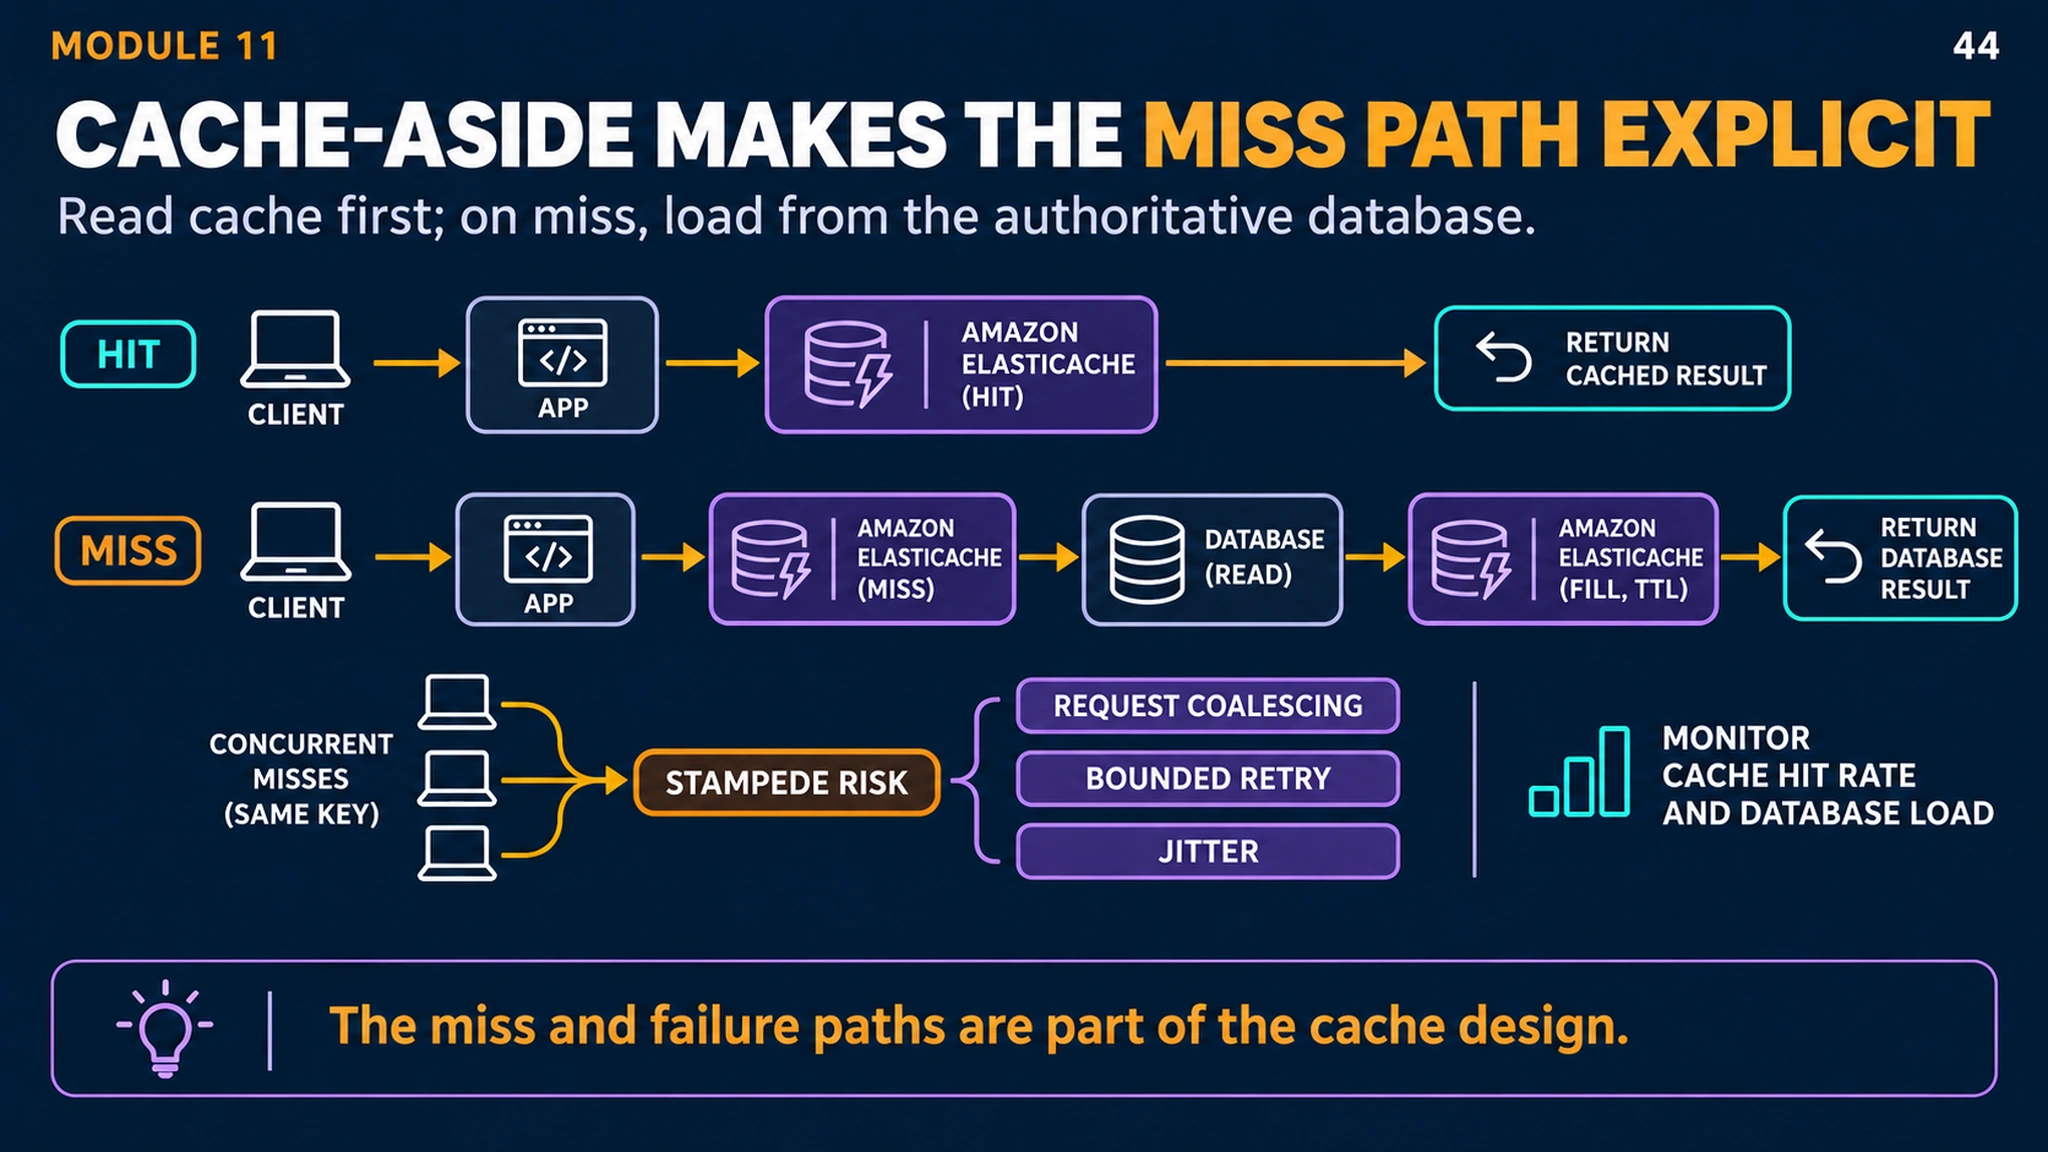 MODULE 11
44
CACHE-ASIDE MAKES THE MISS PATH EXPLICIT
Read cache first; on miss, load from the authoritative database.
HIT
CLIENT
</>
APP
AMAZON
ELASTICACHE
(HIT)
RETURN
CACHED RESULT
MISS
CLIENT
</>
APP
AMAZON
ELASTICACHE
(MISS)
DATABASE
(READ)
AMAZON
ELASTICACHE
(FILL, TTL)
RETURN
DATABASE
RESULT
CONCURRENT
MISSES
(SAME KEY)
STAMPEDE RISK
REQUEST COALESCING
BOUNDED RETRY
JITTER
MONITOR
CACHE HIT RATE
AND DATABASE LOAD
The miss and failure paths are part of the cache design.